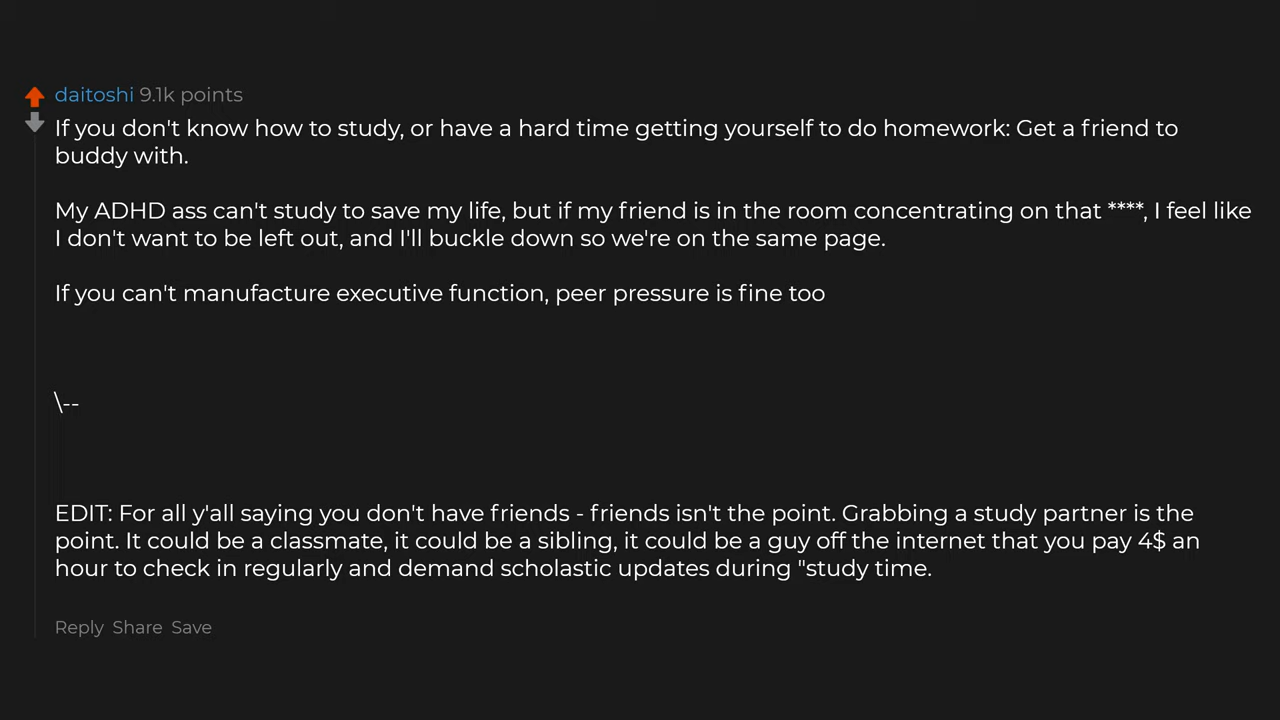 daitoshi 9.1k points
If you don't know how to study, or have a hard time getting yourself to do homework: Get a friend to
buddy with.
My ADHD ass can't study to save my life, but if my friend is in the room concentrating on that ****, I feel like
I don't want to be left out, and I'll buckle down so we're on the same page.
If you can't manufacture executive function, peer pressure is fine too
\--
EDIT: For all y'all saying you don't have friends - friends isn't the point. Grabbing a study partner is the
point. It could be a classmate, it could be a sibling, it could be a guy off the internet that you pay 4$ an
hour to check in regularly and demand scholastic updates during "study time.
Reply Share Save